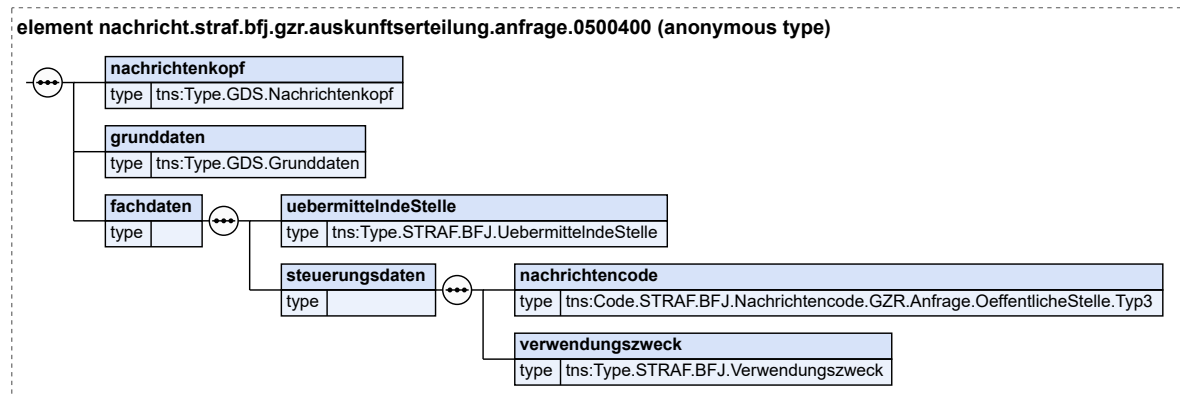 element nachricht.straf.bfj.gzr.auskunftserteilung.anfrage.0500400 (anonymous type)
nachrichtenkopf
type tns:Type.GDS.Nachrichtenkopf
grunddaten
type tns:Type.GDS.Grunddaten
fachdaten
type
uebermittelndeStelle
type tns:Type.STRAF.BFJ.UebermittelndeStelle
steuerungsdaten
type
nachrichtencode
type tns:Code.STRAF.BFJ.Nachrichtencode.GZR.Anfrage.OeffentlicheStelle.Typ3
verwendungszweck
type tns:Type.STRAF.BFJ.Verwendungszweck